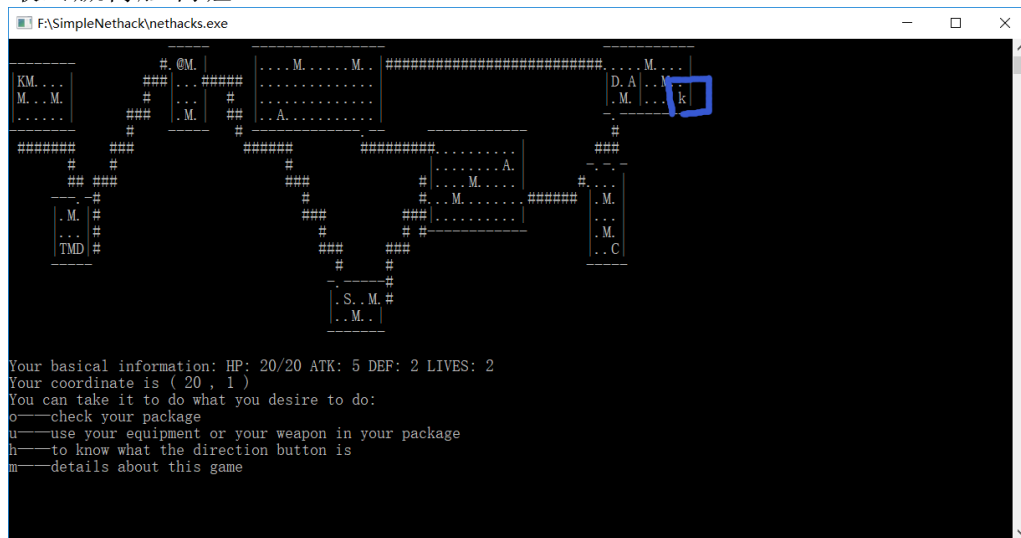 F:\SimpleNethack\nethacks.exe
-----     ----------------                          -----------
--------          #.@M. |     |....M......M..|##########################.....M....|
|KM....         ###|...#####  |..............|                           |D.A|..M..
|M...M.         #  |...|  #   |..............|                           |.M.|... k|
|......       ###  |.M.|  ##  |..A...........|                           -.--------
--------      #    -----   # -------------.--     ------------          #
#######    ###             ######        #########..........|        ###
#    #                    #                |........A.|       -.-.-
## ###                    ###             #|....M.....|      #....|
---.-#                        #             #...M........###### |.M.|
|.M.|#                        ###         ###|..........|       |...|
|...|#                          #         # #------------       |.M.|
|TMD|#                          ###     ###                     |..C|
-----                             #     #                       -----
-.-----#
|.S..M.#
|..M..|
-------
Your basical information: HP: 20/20 ATK: 5 DEF: 2 LIVES: 2
Your coordinate is ( 20 , 1 )
You can take it to do what you desire to do:
o——check your package
u——use your equipment or your weapon in your package
h——to know what the direction button is
m——details about this game